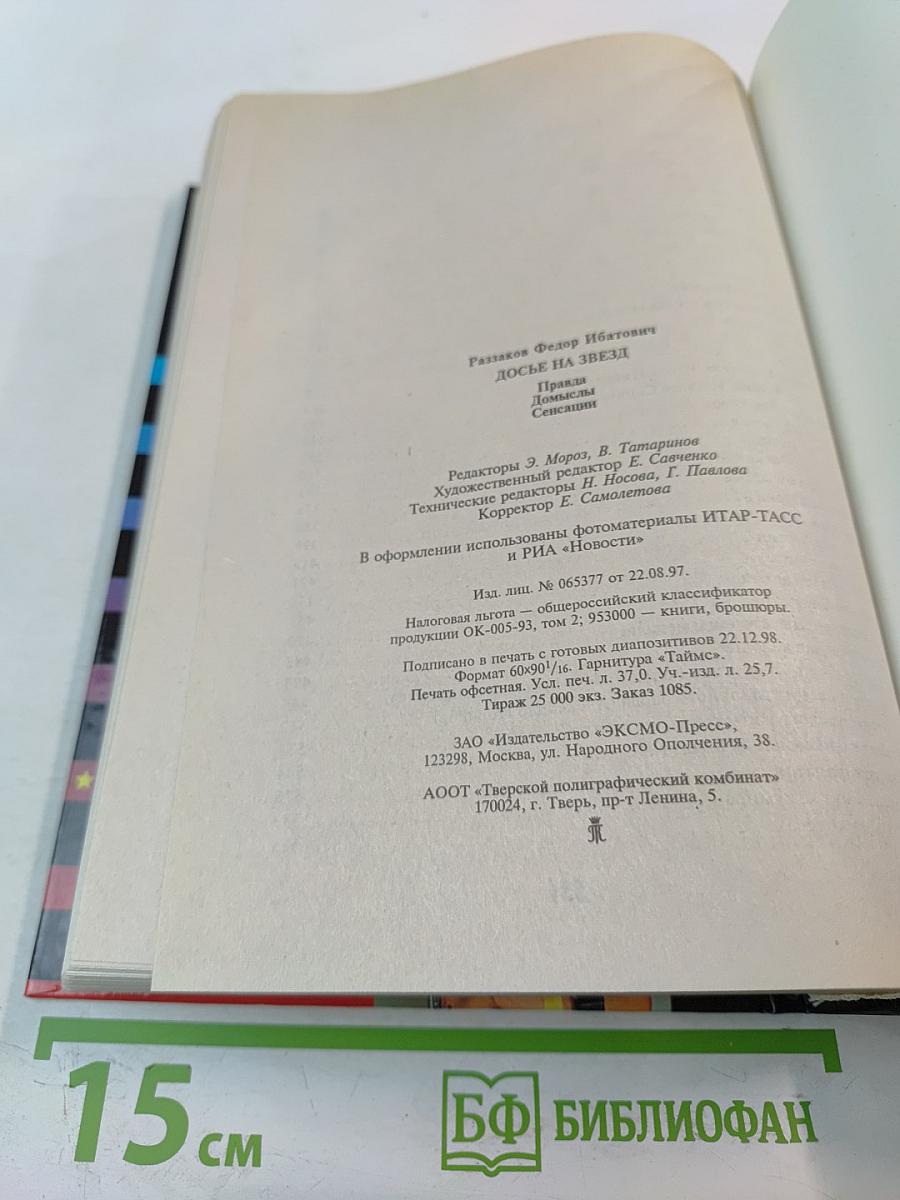 Раззаков Федор Ибатович
ДОСЬЕ НА ЗВЕЗД
Правда
Домыслы
Сенсации
Редакторы Э. Мороз, В. Татаринов
Художественный редактор Е. Савченко
Технические редакторы Н. Носова, Г. Павлова
Корректор Е. Самолетова
В оформлении использованы фотоматериалы ИТАР-ТАСС
и РИА «Новости»
Изд. лиц. № 065377 от 22.08.97.
Налоговая льгота — общероссийский классификатор
продукции ОК-005-93, том 2; 953000 — книги, брошюры.
Подписано в печать с готовых диапозитивов 22.12.98.
Формат 60×90 1/16. Гарнитура «Таймс».
Печать офсетная. Усл. печ. л. 37,0. Уч.-изд. л. 25,7.
Тираж 25 000 экз. Заказ 1085.
ЗАО «Издательство «ЭКСМО-Пресс»,
123298, Москва, ул. Народного Ополчения, 38.
АООТ «Тверской полиграфический комбинат»
170024, г. Тверь, пр-т Ленина, 5.
15 см
БФ БИБЛИОФАН